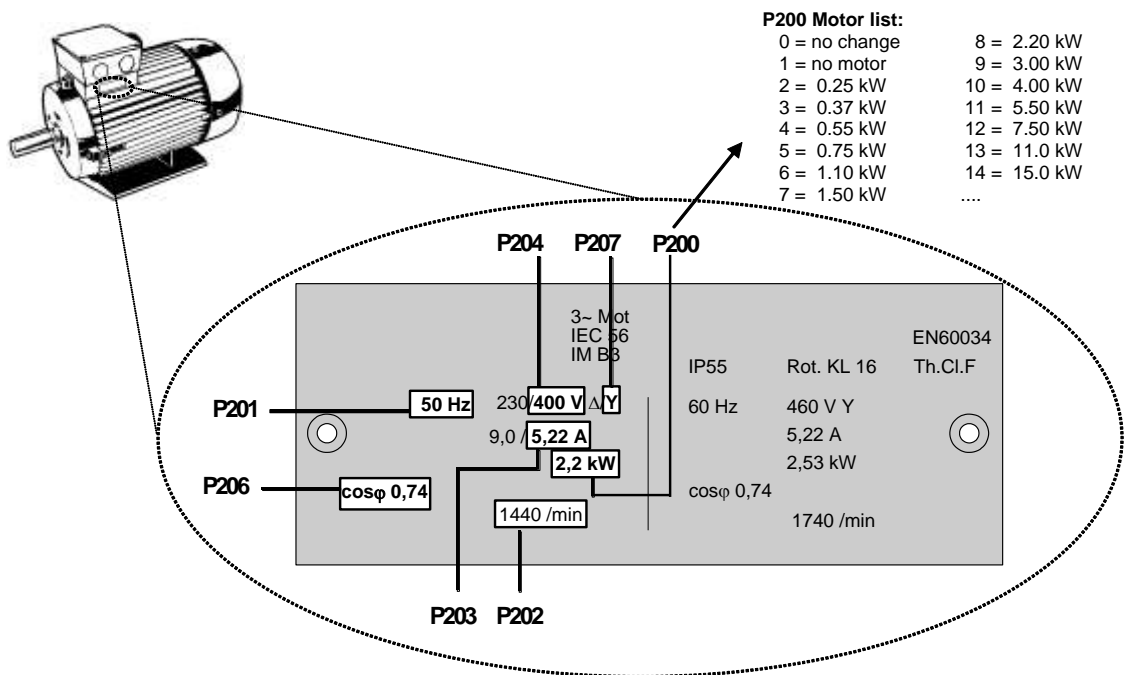 P200 Motor list:
0 = no change 8 = 2.20 kW
1 = no motor 9 = 3.00 kW
2 = 0.25 kW 10 = 4.00 kW
3 = 0.37 kW 11 = 5.50 kW
4 = 0.55 kW 12 = 7.50 kW
5 = 0.75 kW 13 = 11.0 kW
6 = 1.10 kW 14 = 15.0 kW
7 = 1.50 kW ....
P204 P207 P200
3~ Mot
IEC 56
IM B3
EN60034
IP55 Rot. KL 16 Th.Cl.F
P201
50 Hz 230/400 V Δ/Y 60 Hz 460 V Y
9,0 / 5,22 A 5,22 A
2,2 kW 2,53 kW
P206
cosφ 0,74 cosφ 0,74
1440 /min 1740 /min
P203 P202